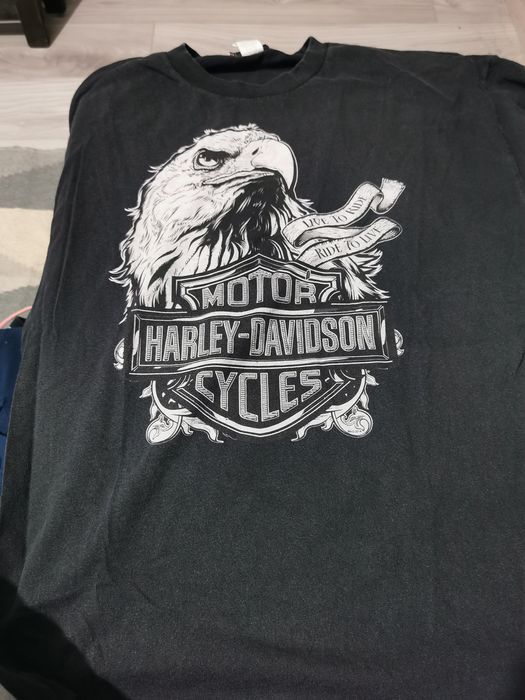 LIVE TO RIDE
RIDE TO LIVE
MOTOR
HARLEY-DAVIDSON
CYCLES